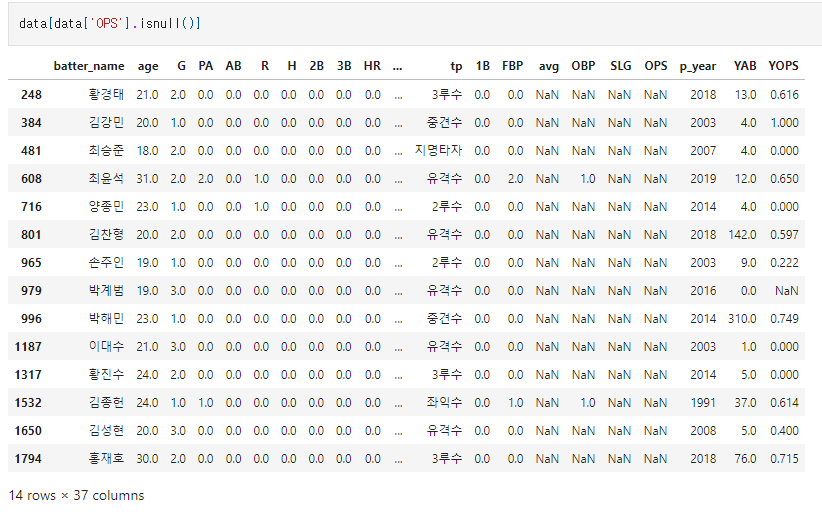 data[data['OPS'].isnull()]
batter_name age G PA AB R H 2B 3B HR ... tp 1B FBP avg OBP SLG OPS p_year YAB YOPS
248 황경태 21.0 2.0 0.0 0.0 0.0 0.0 0.0 0.0 0.0 ... 3루수 0.0 0.0 NaN NaN NaN NaN 2018 13.0 0.616
384 김강민 20.0 1.0 0.0 0.0 0.0 0.0 0.0 0.0 0.0 ... 중견수 0.0 0.0 NaN NaN NaN NaN 2003 4.0 1.000
481 최승준 18.0 2.0 0.0 0.0 0.0 0.0 0.0 0.0 0.0 ... 지명타자 0.0 0.0 NaN NaN NaN NaN 2007 4.0 0.000
608 최윤석 31.0 2.0 2.0 0.0 1.0 0.0 0.0 0.0 0.0 ... 유격수 0.0 2.0 NaN 1.0 NaN NaN 2019 12.0 0.650
716 양종민 23.0 1.0 0.0 0.0 1.0 0.0 0.0 0.0 0.0 ... 2루수 0.0 0.0 NaN NaN NaN NaN 2014 4.0 0.000
801 김찬형 20.0 2.0 0.0 0.0 0.0 0.0 0.0 0.0 0.0 ... 유격수 0.0 0.0 NaN NaN NaN NaN 2018 142.0 0.597
965 손주인 19.0 1.0 0.0 0.0 0.0 0.0 0.0 0.0 0.0 ... 2루수 0.0 0.0 NaN NaN NaN NaN 2003 9.0 0.222
979 박계범 19.0 3.0 0.0 0.0 0.0 0.0 0.0 0.0 0.0 ... 유격수 0.0 0.0 NaN NaN NaN NaN 2016 0.0 NaN
996 박해민 23.0 1.0 0.0 0.0 0.0 0.0 0.0 0.0 0.0 ... 중견수 0.0 0.0 NaN NaN NaN NaN 2014 310.0 0.749
1187 이대수 21.0 3.0 0.0 0.0 0.0 0.0 0.0 0.0 0.0 ... 유격수 0.0 0.0 NaN NaN NaN NaN 2003 1.0 0.000
1317 황진수 24.0 2.0 0.0 0.0 0.0 0.0 0.0 0.0 0.0 ... 3루수 0.0 0.0 NaN NaN NaN NaN 2014 5.0 0.000
1532 김종헌 24.0 1.0 1.0 0.0 0.0 0.0 0.0 0.0 0.0 ... 좌익수 0.0 1.0 NaN 1.0 NaN NaN 1991 37.0 0.614
1650 김성현 20.0 3.0 0.0 0.0 0.0 0.0 0.0 0.0 0.0 ... 유격수 0.0 0.0 NaN NaN NaN NaN 2008 5.0 0.400
1794 홍재호 30.0 2.0 0.0 0.0 0.0 0.0 0.0 0.0 0.0 ... 3루수 0.0 0.0 NaN NaN NaN NaN 2018 76.0 0.715
14 rows × 37 columns